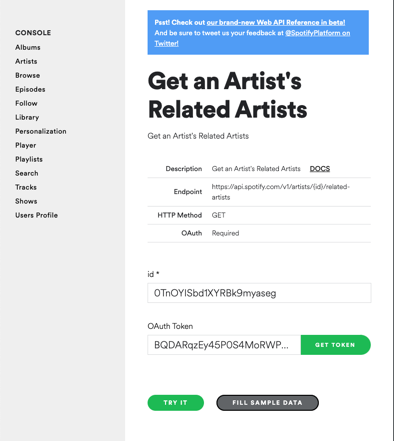 CONSOLE
Albums
Artists
Browse
Episodes
Follow
Library
Personalization
Player
Playlists
Search
Tracks
Shows
Users Profile
Psst! Check out our brand-new Web API Reference in beta!
And be sure to tweet us your feedback at @SpotifyPlatform on
Twitter!
Get an Artist's
Related Artists
Get an Artist's Related Artists
Description Get an Artist's Related Artists DOCS
Endpoint https://api.spotify.com/v1/artists/{id}/related-
artists
HTTP Method GET
OAuth Required
id *
0TnOYISbd1XYRBk9myaseg
OAuth Token
BQDARqzEy45P0S4MoRWP... GET TOKEN
TRY IT FILL SAMPLE DATA